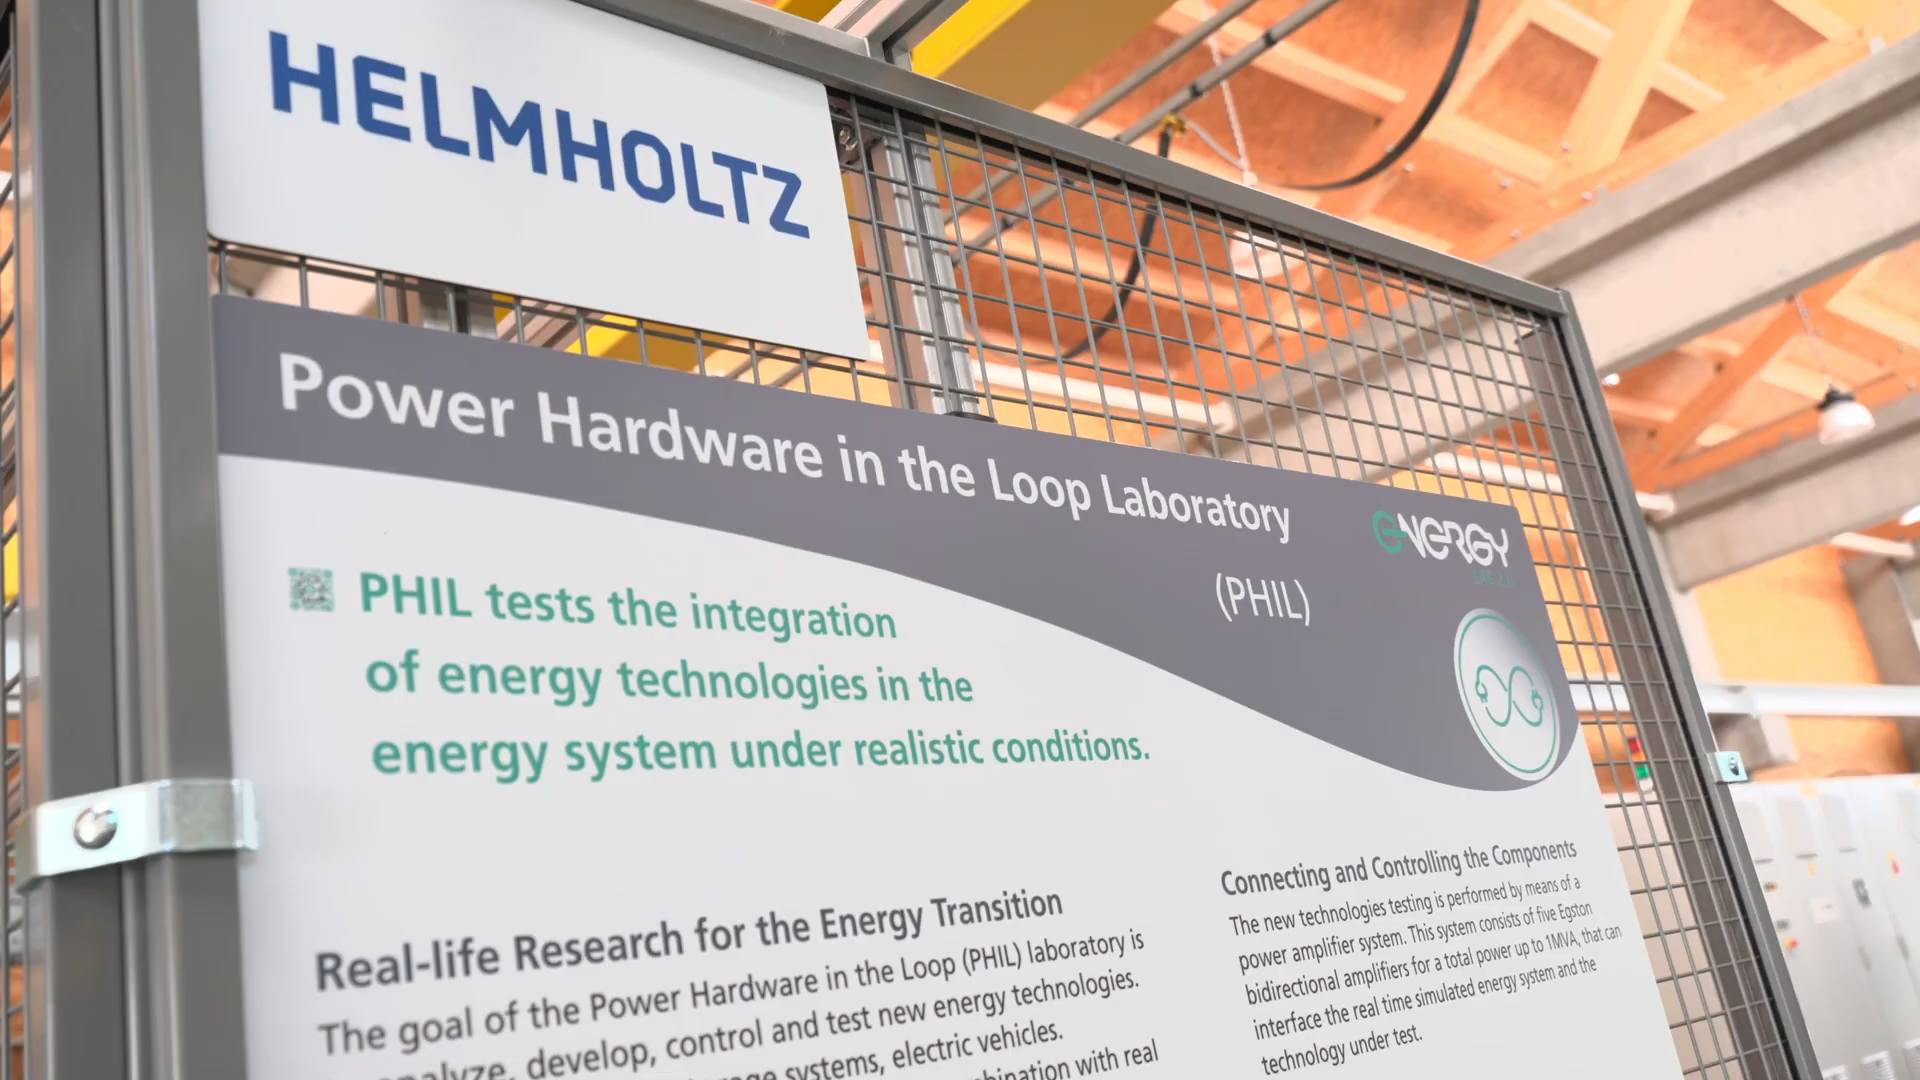 HELMHOLTZ
Power Hardware in the Loop Laboratory
(PHIL)
eNERGY
LAB 2.0
PHIL tests the integration
of energy technologies in the
energy system under realistic conditions.
Real-life Research for the Energy Transition
The goal of the Power Hardware in the Loop (PHIL) laboratory is
analyze, develop, control and test new energy technologies.
systems, electric vehicles.
with real
Connecting and Controlling the Components
The new technologies testing is performed by means of a
power amplifier system. This system consists of five Egston
bidirectional amplifiers for a total power up to 1MVA, that can
interface the real time simulated energy system and the
technology under test.